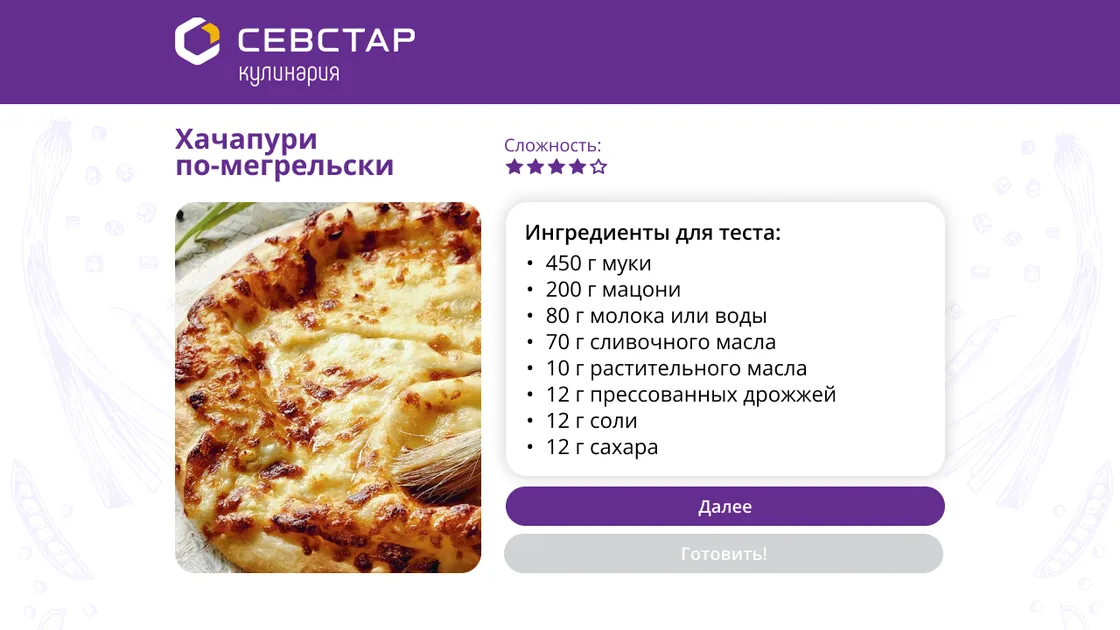 СЕВСТАР
кулинария
Хачапури
по-мегрельски
Сложность:
Ингредиенты для теста:
• 450 г муки
• 200 г мацони
• 80 г молока или воды
• 70 г сливочного масла
• 10 г растительного масла
• 12 г прессованных дрожжей
• 12 г соли
• 12 г сахара
Далее
Готовить!